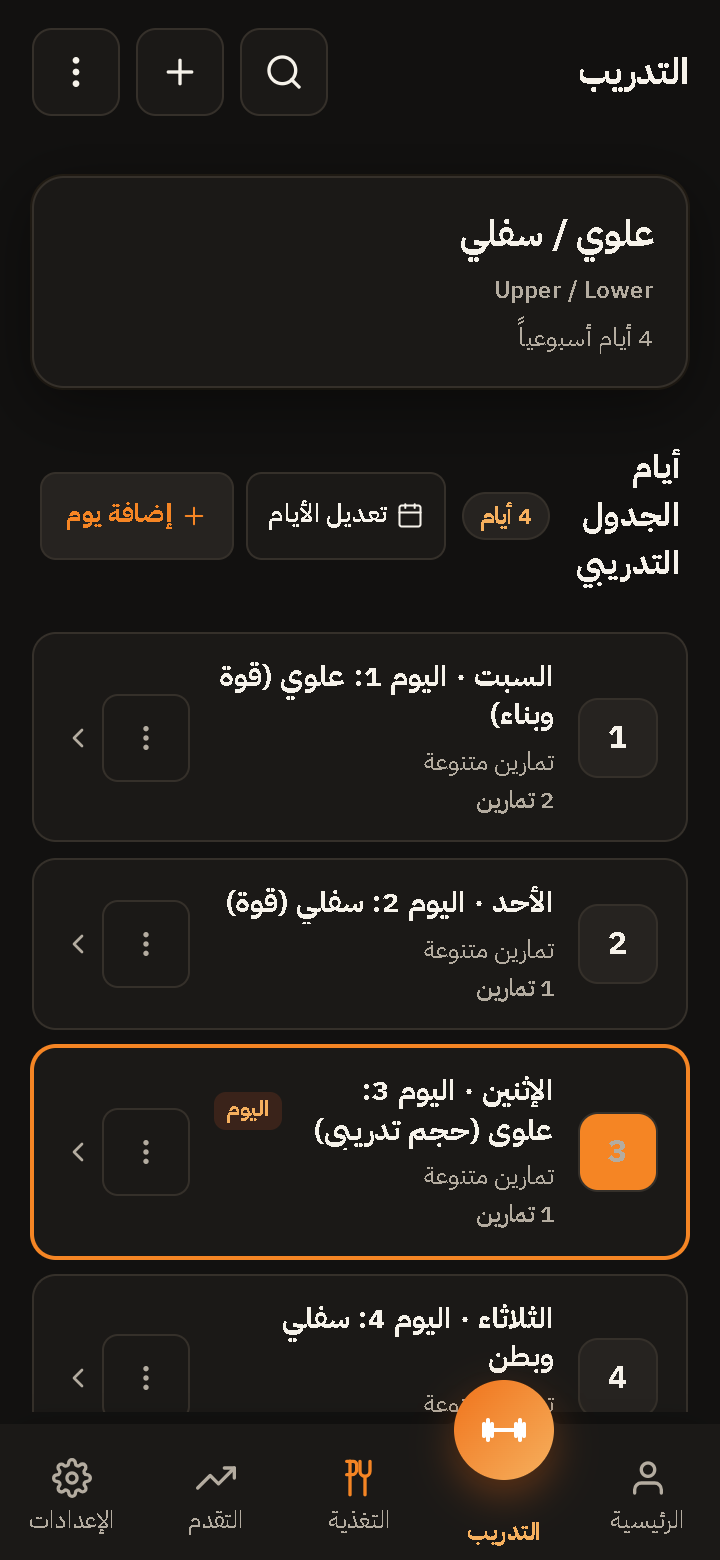 التدريب
علوي / سفلي
Upper / Lower
4 أيام أسبوعياً
أيام
الجدول
التدريبي
4 أيام
تعديل الأيام
إضافة يوم
1
السبت · اليوم 1: علوي (قوة
وبناء)
تمارين متنوعة
2 تمارين
2
الأحد · اليوم 2: سفلي (قوة)
تمارين متنوعة
1 تمارين
3
الإثنين · اليوم 3:
علوي (حجم تدريبي)
اليوم
تمارين متنوعة
1 تمارين
4
الثلاثاء · اليوم 4: سفلي
وبطن
الرئيسية
التدريب
التغذية
التقدم
الإعدادات